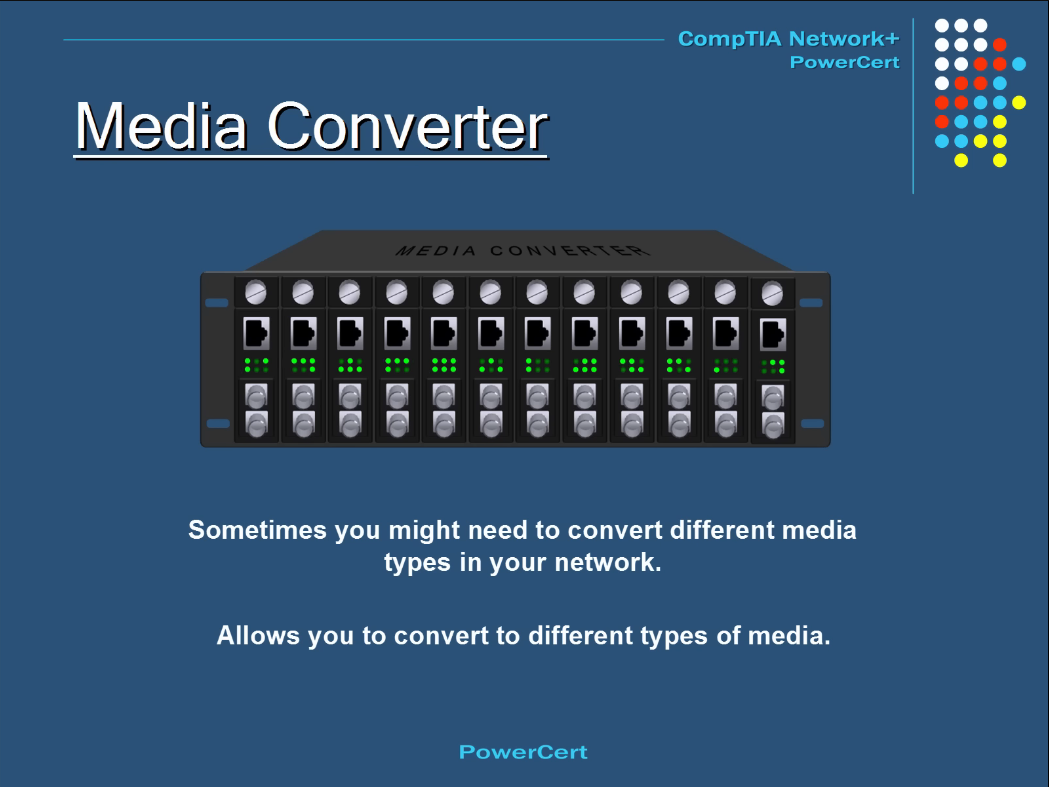 CompTIA Network+
PowerCert
Media Converter
MEDIA CONVERTER
Sometimes you might need to convert different media
types in your network.
Allows you to convert to different types of media.
PowerCert